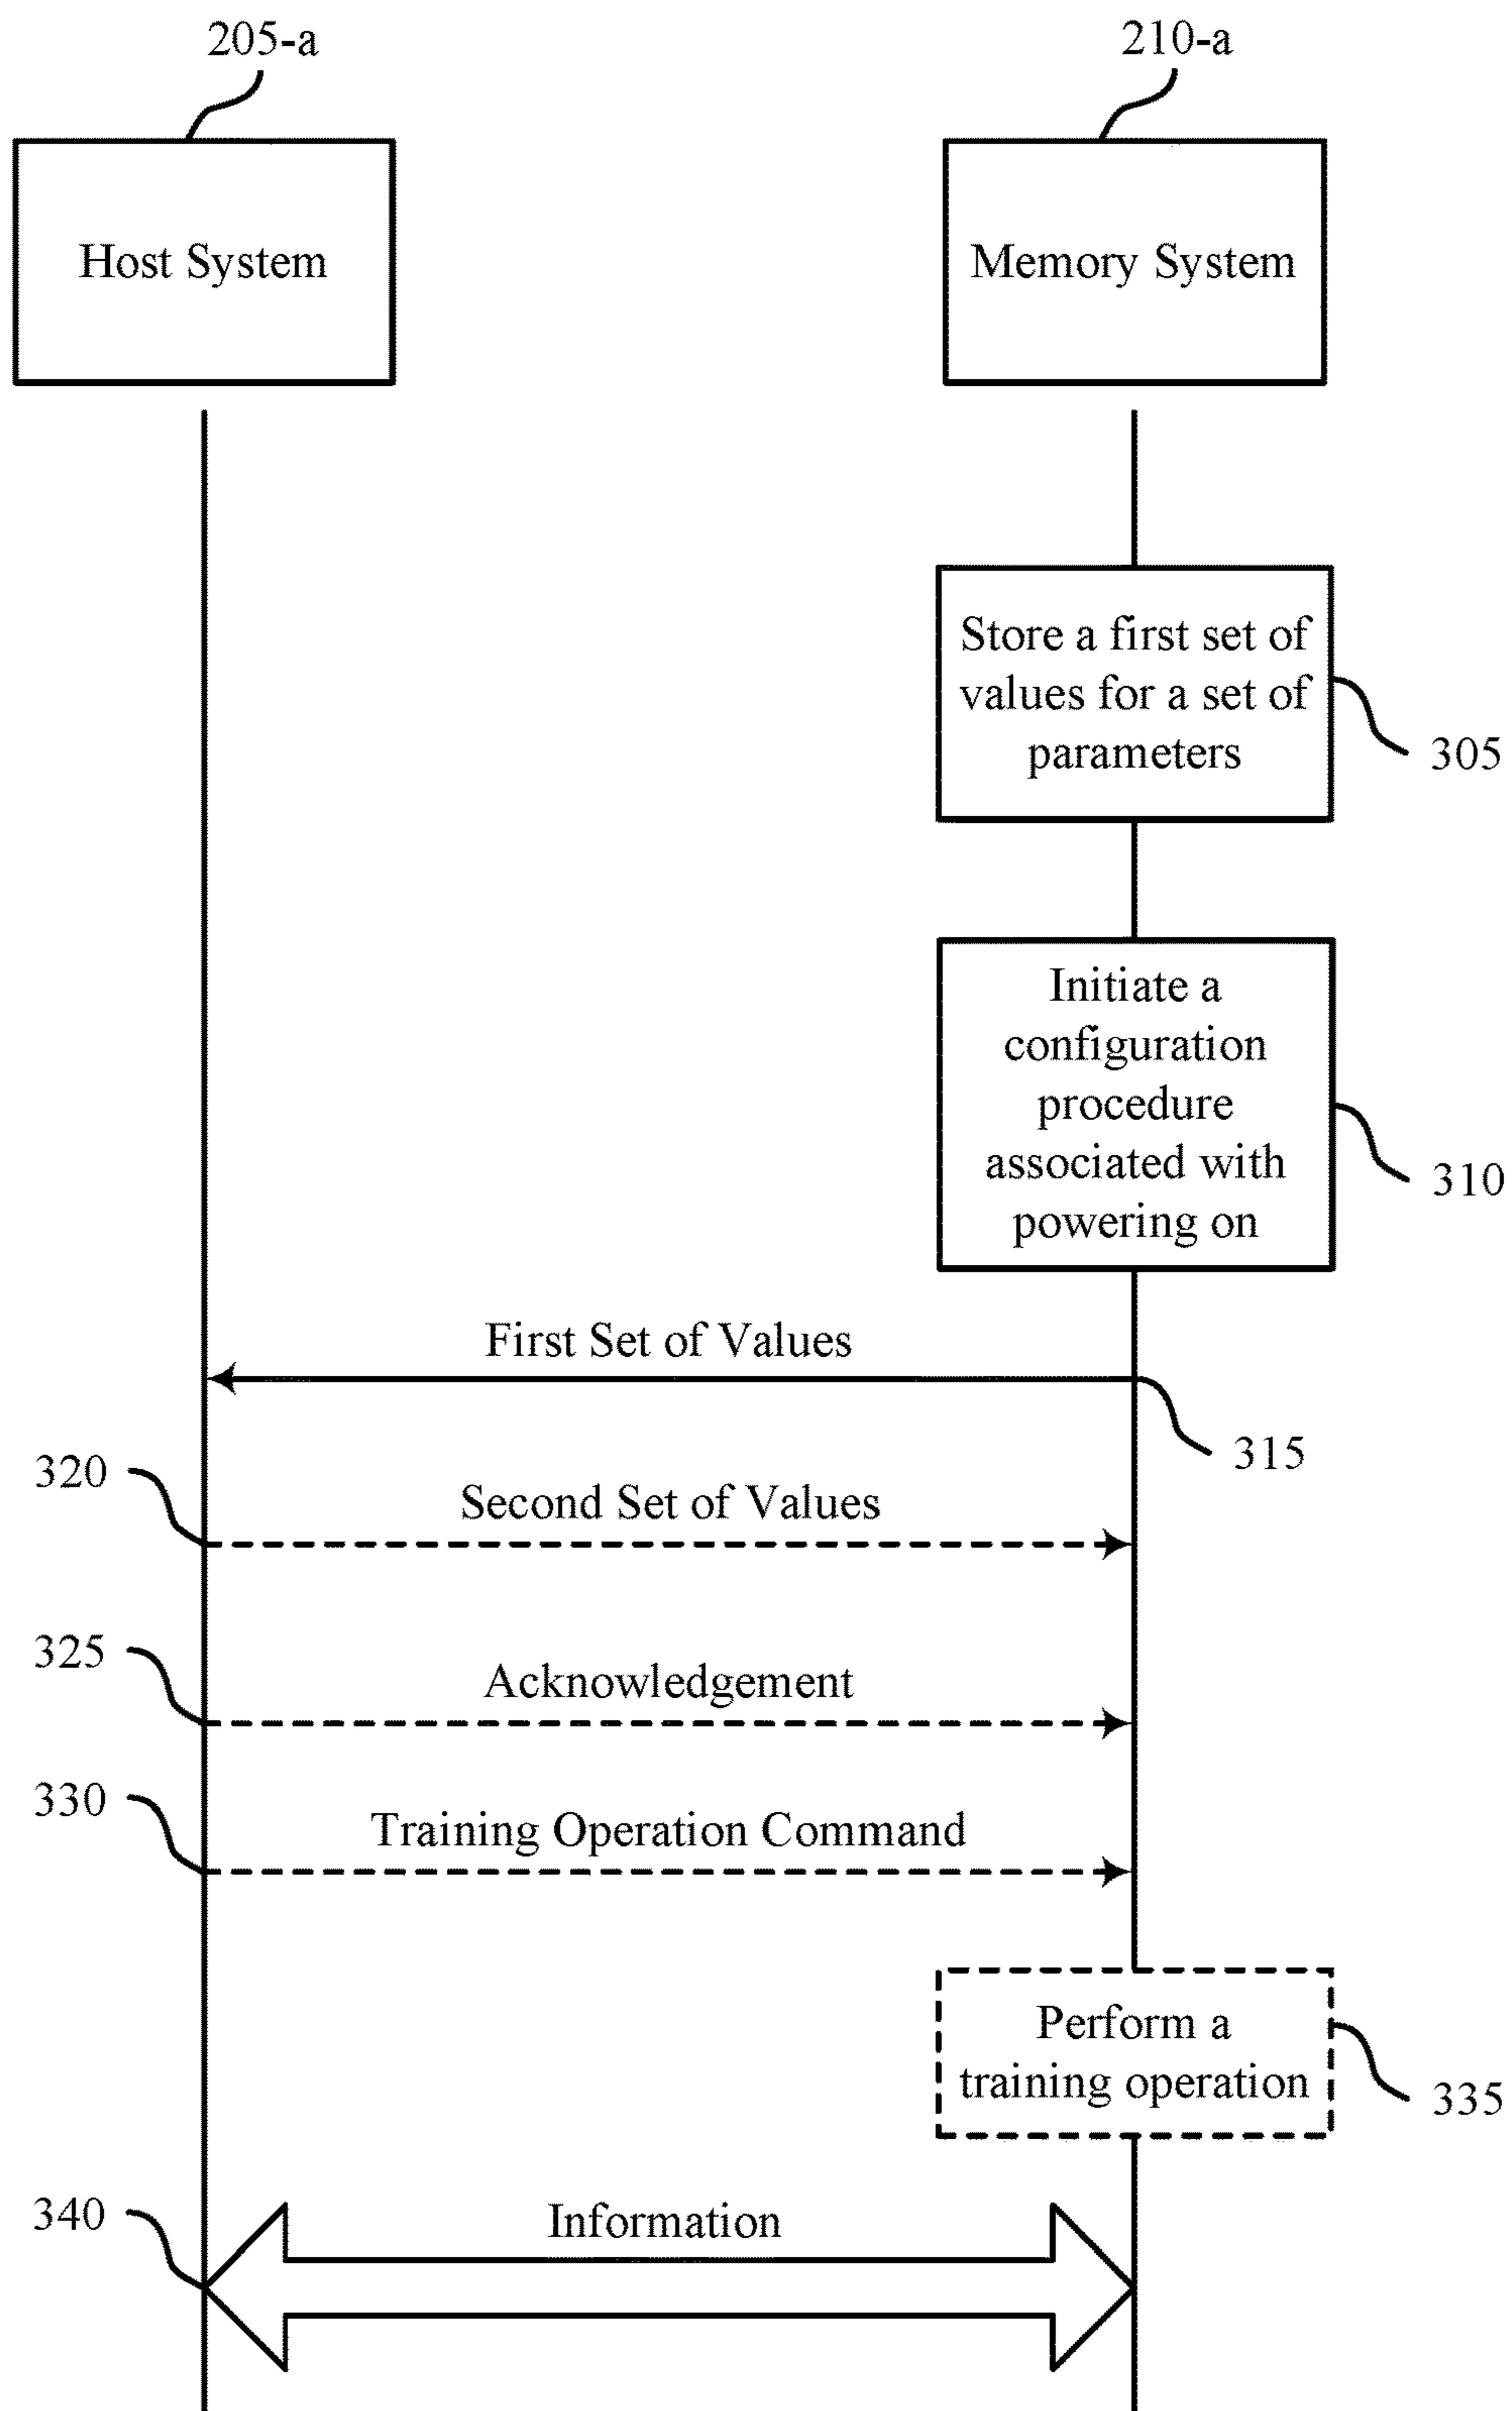 205-a
210-a
Host System
Memory System
Store a first set of
values for a set of
parameters
305
Initiate a
configuration
procedure
associated with
powering on
310
First Set of Values
315
320
Second Set of Values
325
Acknowledgement
330
Training Operation Command
Perform a
training operation
335
340
Information